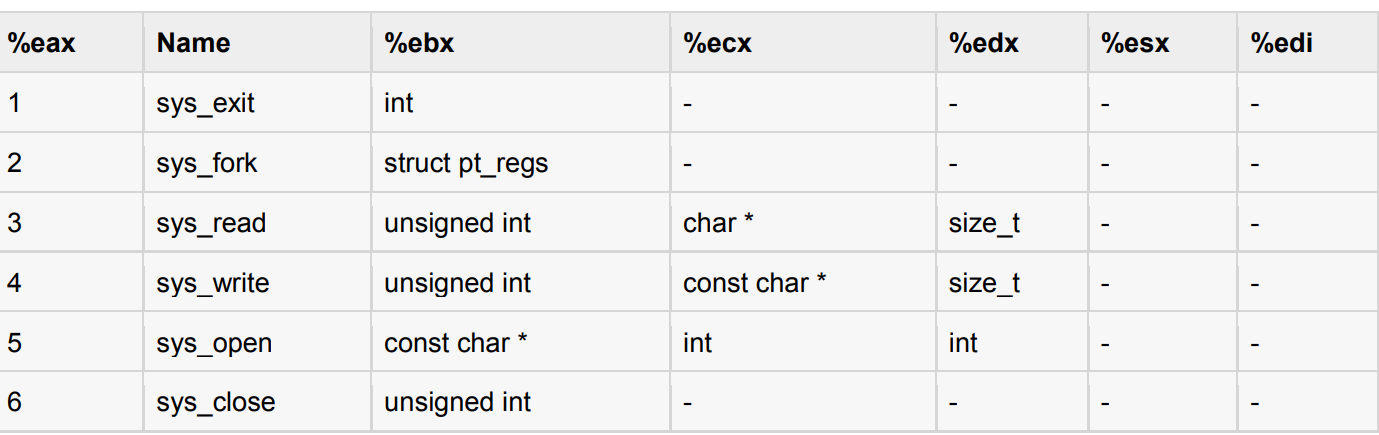 %eax Name %ebx %ecx %edx %esx %edi
1 sys_exit int - - - -
2 sys_fork struct pt_regs - - - -
3 sys_read unsigned int char * size_t - -
4 sys_write unsigned int const char * size_t - -
5 sys_open const char * int int - -
6 sys_close unsigned int - - - -